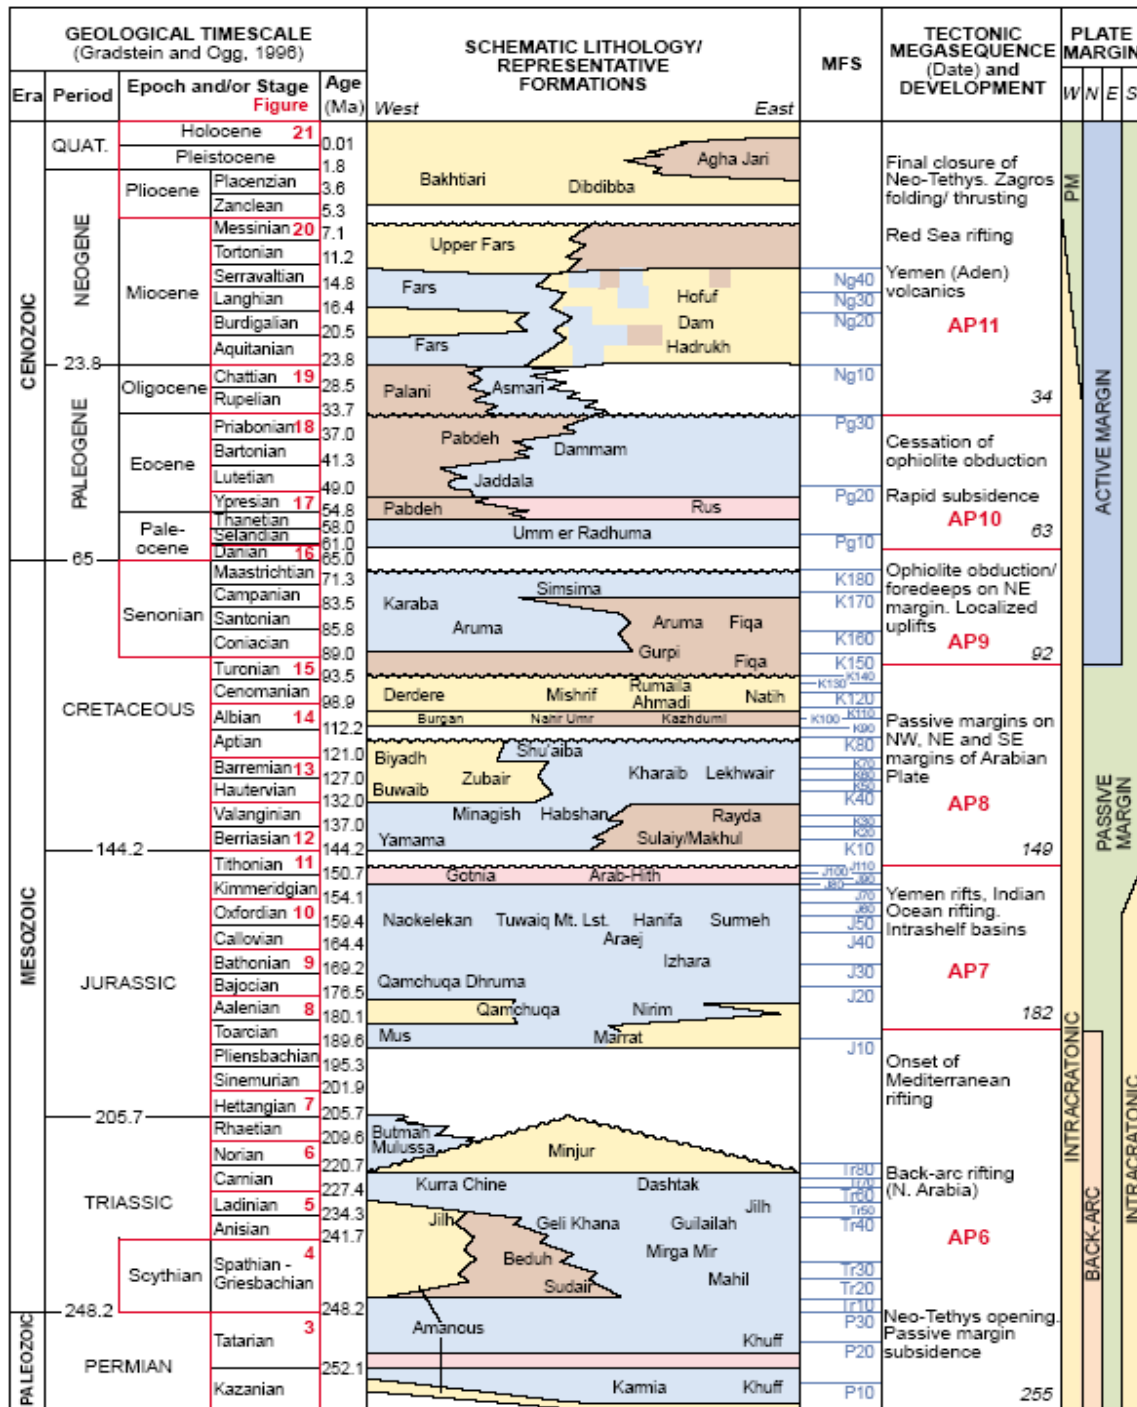 GEOLOGICAL TIMESCALE
(Gradstein and Ogg, 1996)
SCHEMATIC LITHOLOGY/
REPRESENTATIVE
FORMATIONS
MFS
TECTONIC
MEGASEQUENCE
(Date) and
DEVELOPMENT
PLATE
MARGIN
Era
Period
Epoch and/or Stage
Figure
Age
(Ma)
West
East
W
N
E
S
CENOZOIC
MESOZOIC
PALEOZOIC
QUAT.
NEOGENE
23.8
PALEOGENE
65
CRETACEOUS
144.2
JURASSIC
205.7
TRIASSIC
248.2
PERMIAN
Holocene 21
Pleistocene
Pliocene
Placenzian
Zanclean
Miocene
Messinian 20
Tortonian
Serravaltian
Langhian
Burdigalian
Aquitanian
Oligocene
Chattian 19
Rupelian
Eocene
Priabonian 18
Bartonian
Lutetian
Ypresian 17
Pale-
ocene
Thanetian
Selandian
Danian 16
Senonian
Maastrichtian
Campanian
Santonian
Coniacian
Turonian 15
Cenomanian
Albian 14
Aptian
Barremian 13
Hautervian
Valanginian
Berriasian 12
Tithonian 11
Kimmeridgian
Oxfordian 10
Callovian
Bathonian 9
Bajocian
Aalenian 8
Toarcian
Pliensbachian
Sinemurian
Hettangian 7
Rhaetian
Norian 6
Carnian
Ladinian 5
Anisian
Scythian
4
Spathian -
Griesbachian
3
Tatarian
Kazanian
0.01
1.8
3.6
5.3
7.1
11.2
14.8
16.4
20.5
23.8
28.5
33.7
37.0
41.3
49.0
54.8
58.0
61.0
65.0
71.3
83.5
85.8
89.0
93.5
98.9
112.2
121.0
127.0
132.0
137.0
144.2
150.7
154.1
159.4
164.4
169.2
176.5
180.1
189.6
195.3
201.9
205.7
209.6
220.7
227.4
234.3
241.7
248.2
252.1
Agha Jari
Bakhtiari
Dibdibba
Upper Fars
Fars
Hofuf
Dam
Hadrukh
Fars
Palani
Asmari
Pabdeh
Dammam
Jaddala
Pabdeh
Rus
Umm er Radhuma
Simsima
Karaba
Aruma
Aruma
Fiqa
Gurpi
Fiqa
Derdere
Mishrif
Rumaila
Ahmadi
Natih
Burgan
Nahr Umr
Kazhdumi
Shu'aiba
Biyadh
Zubair
Kharaib
Lekhwair
Buwaib
Minagish
Habshan
Rayda
Yamama
Sulaiy/Makhul
Gotnia
Arab-Hith
Naokelekan
Tuwaiq Mt. Lst.
Hanifa
Surmeh
Araej
Izhara
Qamchuqa Dhruma
Qamchuqa
Nirim
Mus
Marrat
Butmah
Mulussa
Minjur
Kurra Chine
Dashtak
Jilh
Jilh
Geli Khana
Guilailah
Beduh
Mirga Mir
Sudair
Mahil
Amanous
Khuff
Karmia
Khuff
Ng40
Ng30
Ng20
Ng10
Pg30
Pg20
Pg10
K180
K170
K160
K150
K140
K130
K120
K110
K100
K90
K80
K70
K60
K50
K40
K30
K20
K10
J110
J100
J90
J80
J70
J60
J50
J40
J30
J20
J10
Tr80
Tr70
Tr60
Tr50
Tr40
Tr30
Tr20
Tr10
P30
P20
P10
Final closure of
Neo-Tethys. Zagros
folding/ thrusting
Red Sea rifting
Yemen (Aden)
volcanics
AP11
34
Cessation of
ophiolite obduction
Rapid subsidence
AP10
63
Ophiolite obduction/
foredeeps on NE
margin. Localized
uplifts
AP9
92
Passive margins on
NW, NE and SE
margins of Arabian
Plate
AP8
149
Yemen rifts, Indian
Ocean rifting.
Intrashelf basins
AP7
182
Onset of
Mediterranean
rifting
Back-arc rifting
(N. Arabia)
AP6
Neo-Tethys opening.
Passive margin
subsidence
255
PM
INTRACRATONIC
ACTIVE MARGIN
BACK-ARC
PASSIVE
MARGIN
INTRACRATONIC